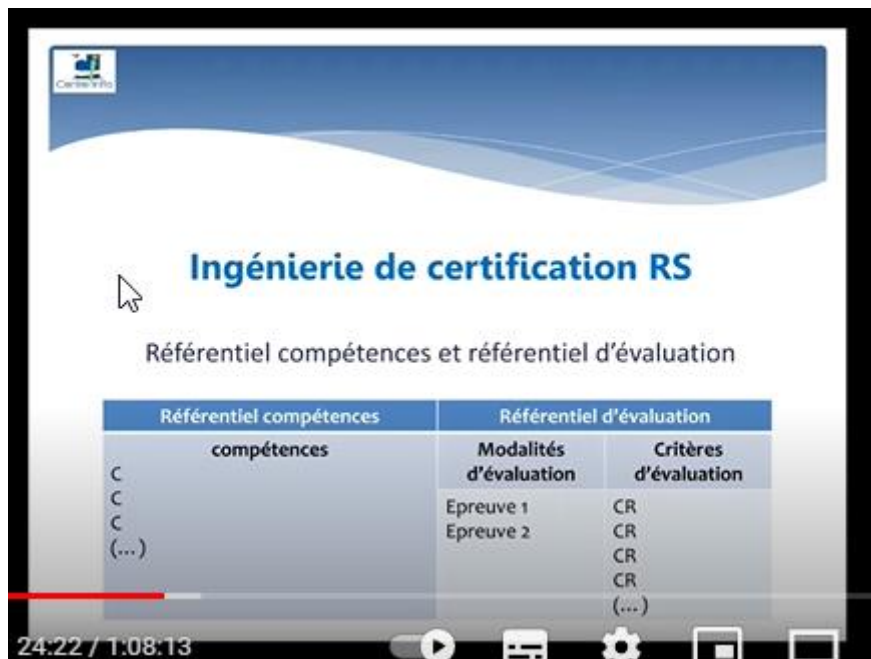 Centre Info
Ingénierie de certification RS
Référentiel compétences et référentiel d'évaluation
Référentiel compétences
Référentiel d'évaluation
compétences
C
C
C
(...)
Modalités
d'évaluation
Critères
d'évaluation
Epreuve 1
Epreuve 2
CR
CR
CR
CR
(...)
24:22 / 1:08:13